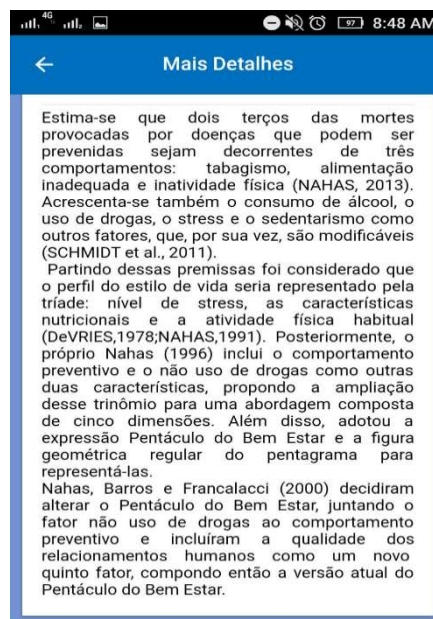 4G 97 8:48 AM
Mais Detalhes
Estima-se que dois terços das mortes
provocadas por doenças que podem ser
prevenidas sejam decorrentes de três
comportamentos: tabagismo, alimentação
inadequada e inatividade física (NAHAS, 2013).
Acrescenta-se também o consumo de álcool, o
uso de drogas, o stress e o sedentarismo como
outros fatores, que, por sua vez, são modificáveis
(SCHMIDT et al., 2011).
Partindo dessas premissas foi considerado que
o perfil do estilo de vida seria representado pela
tríade: nível de stress, as características
nutricionais e a atividade física habitual
(DeVRIES,1978;NAHAS,1991). Posteriormente, o
próprio Nahas (1996) inclui o comportamento
preventivo e o não uso de drogas como outras
duas características, propondo a ampliação
desse trinômio para uma abordagem composta
de cinco dimensões. Além disso, adotou a
expressão Pentáculo do Bem Estar e a figura
geométrica regular do pentagrama para
representá-las.
Nahas, Barros e Francalacci (2000) decidiram
alterar o Pentáculo do Bem Estar, juntando o
fator não uso de drogas ao comportamento
preventivo e incluíram a qualidade dos
relacionamentos humanos como um novo
quinto fator, compondo então a versão atual do
Pentáculo do Bem Estar.